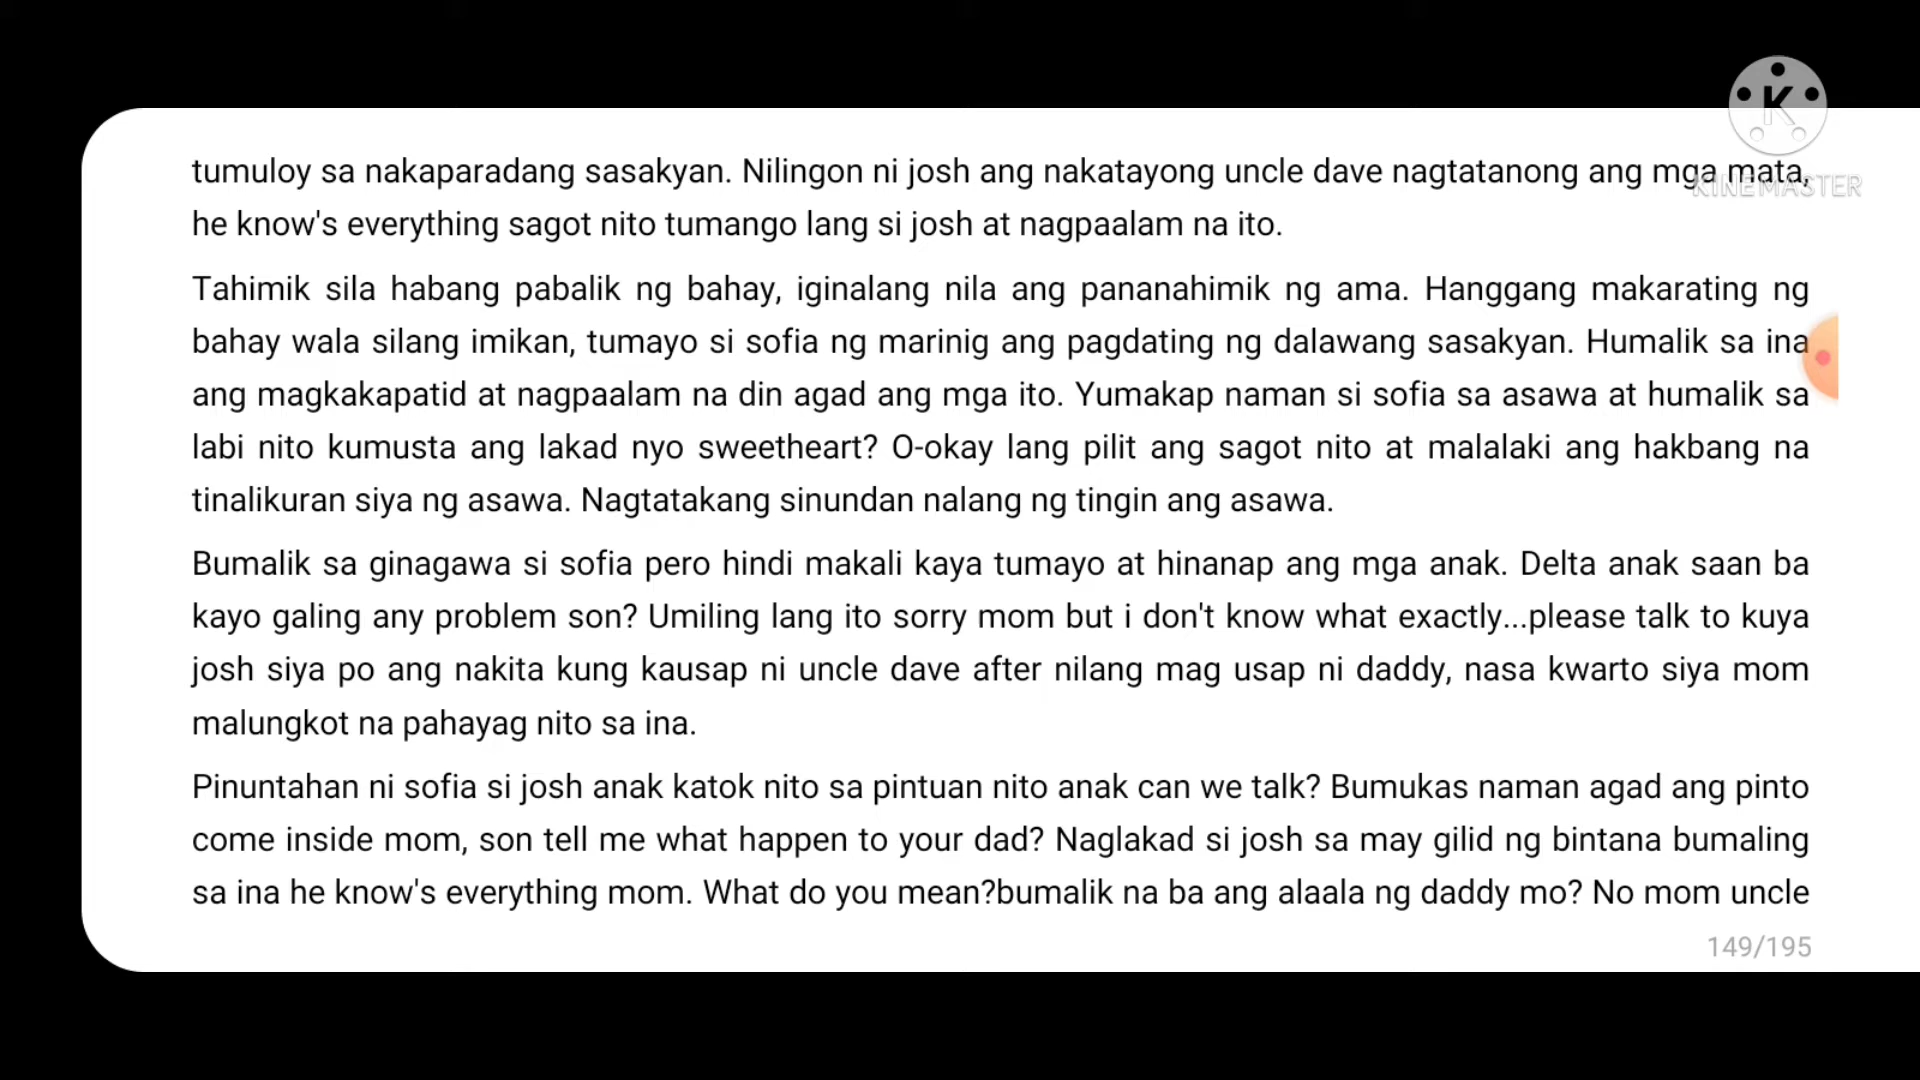 K
KINEMASTER
tumuloy sa nakaparadang sasakyan. Nilingon ni josh ang nakatayong uncle dave nagtatanong ang mga mata,
he know's everything sagot nito tumango lang si josh at nagpaalam na ito.
Tahimik sila habang pabalik ng bahay, iginalang nila ang pananahimik ng ama. Hanggang makarating ng
bahay wala silang imikan, tumayo si sofia ng marinig ang pagdating ng dalawang sasakyan. Humalik sa ina
ang magkakapatid at nagpaalam na din agad ang mga ito. Yumakap naman si sofia sa asawa at humalik sa
labi nito kumusta ang lakad nyo sweetheart? O-okay lang pilit ang sagot nito at malalaki ang hakbang na
tinalikuran siya ng asawa. Nagtatakang sinundan nalang ng tingin ang asawa.
Bumalik sa ginagawa si sofia pero hindi makali kaya tumayo at hinanap ang mga anak. Delta anak saan ba
kayo galing any problem son? Umiling lang ito sorry mom but i don't know what exactly...please talk to kuya
josh siya po ang nakita kung kausap ni uncle dave after nilang mag usap ni daddy, nasa kwarto siya mom
malungkot na pahayag nito sa ina.
Pinuntahan ni sofia si josh anak katok nito sa pintuan nito anak can we talk? Bumukas naman agad ang pinto
come inside mom, son tell me what happen to your dad? Naglakad si josh sa may gilid ng bintana bumaling
sa ina he know's everything mom. What do you mean?bumalik na ba ang alaala ng daddy mo? No mom uncle
149/195